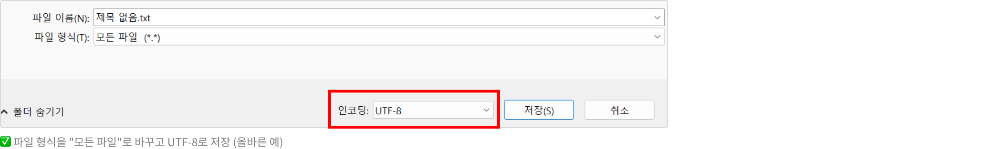 파일 이름(N): 제목 없음.txt
파일 형식(T): 모든 파일 (*.*)
폴더 숨기기 인코딩: UTF-8 저장(S) 취소
✅ 파일 형식을 "모든 파일"로 바꾸고 UTF-8로 저장 (올바른 예)